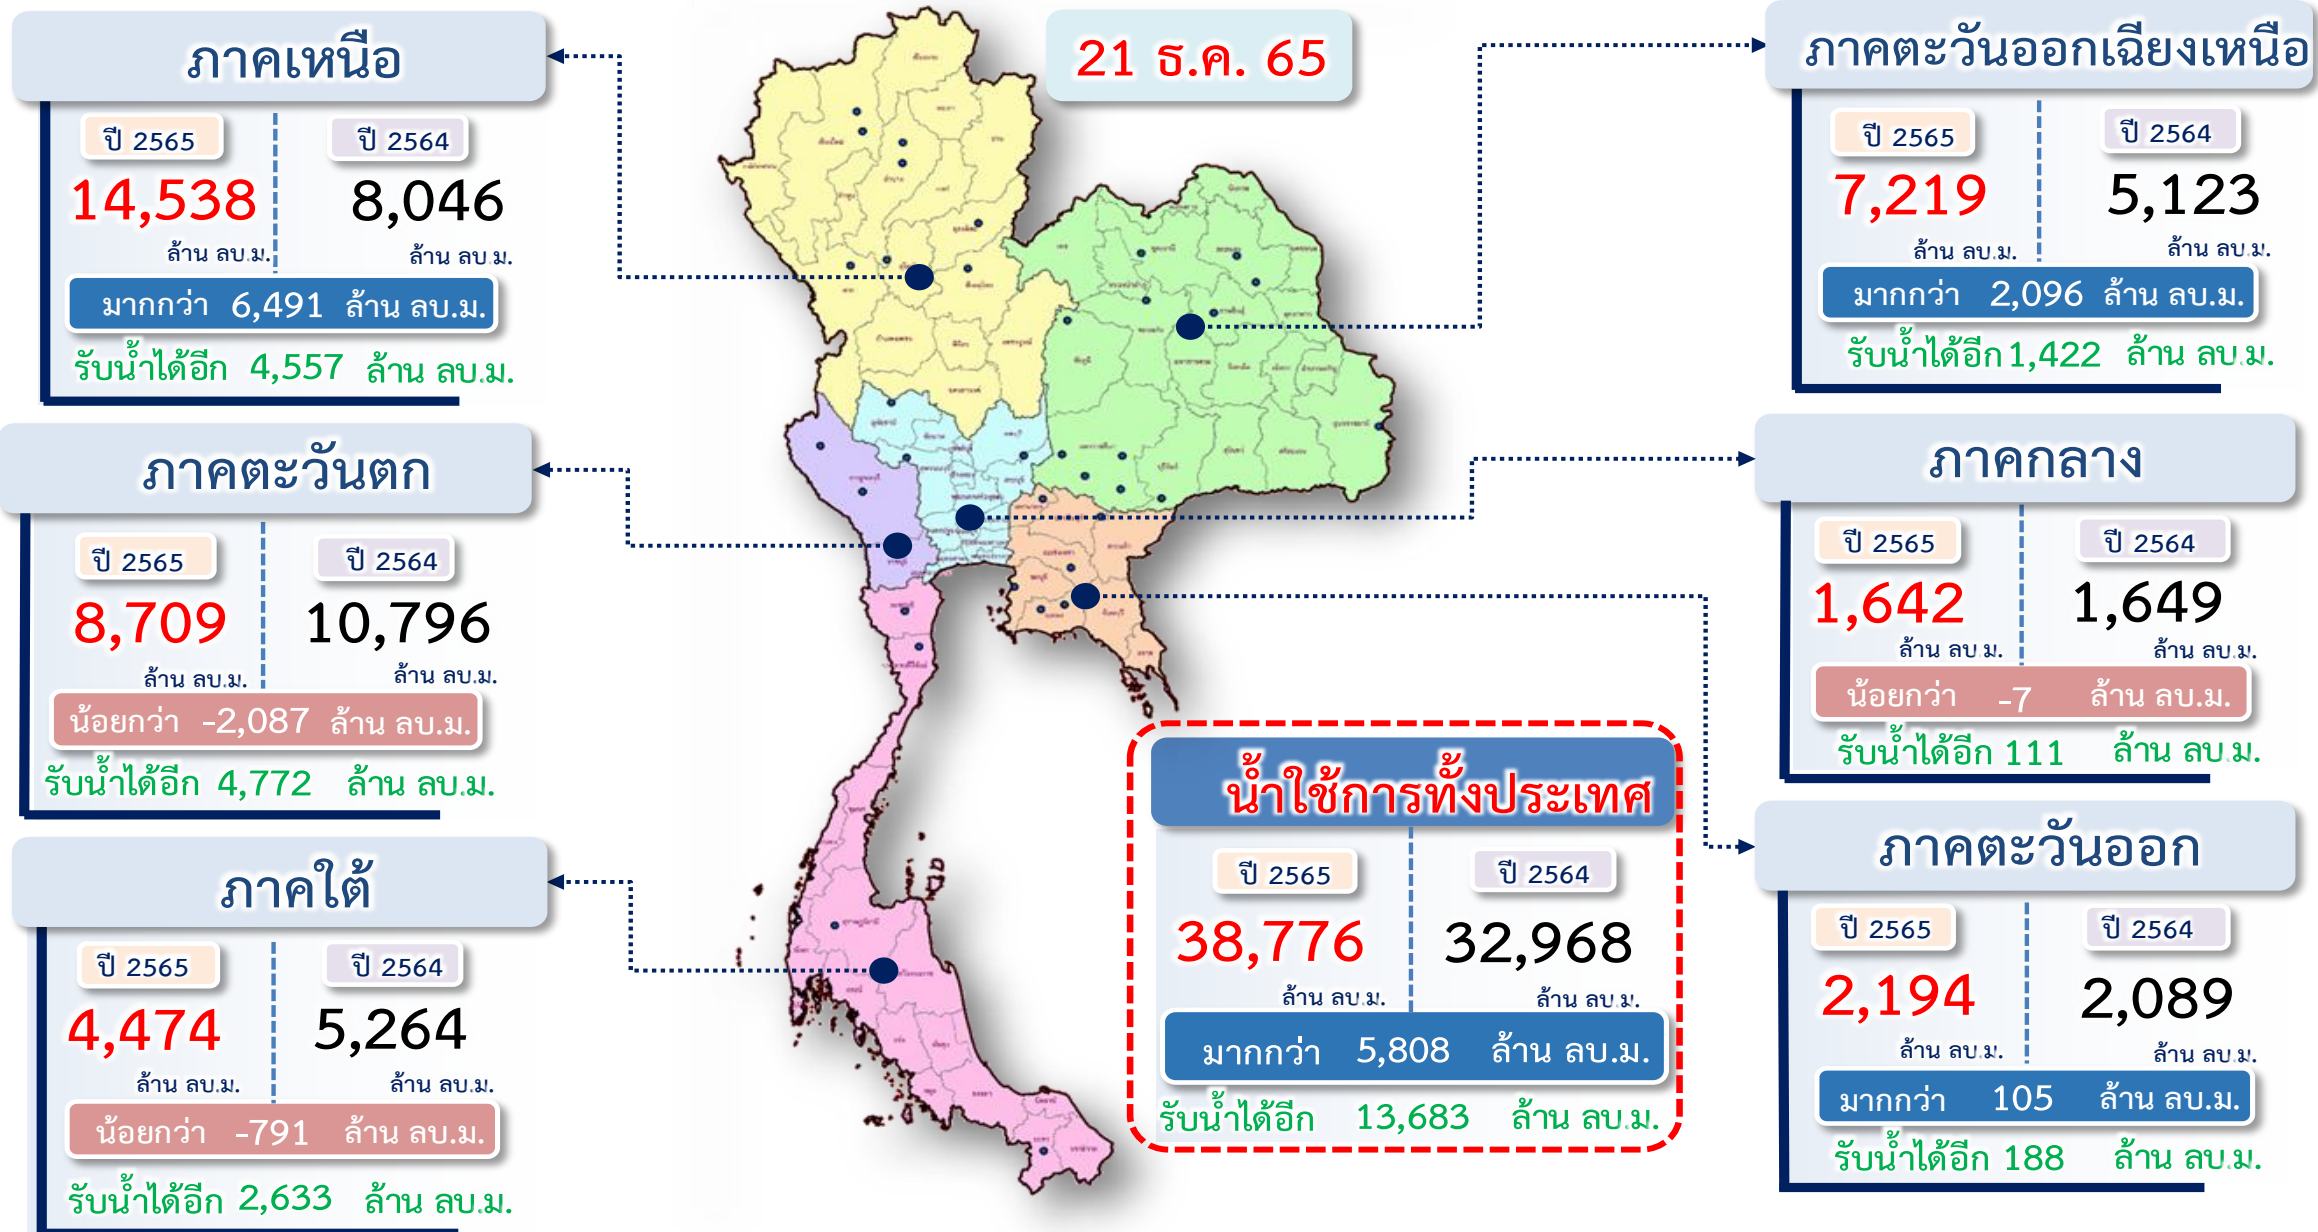 21 ธ.ค. 65
ภาคเหนือ
ปี 2565
ปี 2564
14,538
8,046
ล้าน ลบ.ม.
ล้าน ลบ.ม.
มากกว่า 6,491 ล้าน ลบ.ม.
รับน้ำได้อีก 4,557 ล้าน ลบ.ม.
ภาคตะวันตก
ปี 2565
ปี 2564
8,709
10,796
ล้าน ลบ.ม.
ล้าน ลบ.ม.
น้อยกว่า -2,087 ล้าน ลบ.ม.
รับน้ำได้อีก 4,772 ล้าน ลบ.ม.
ภาคใต้
ปี 2565
ปี 2564
4,474
5,264
ล้าน ลบ.ม.
ล้าน ลบ.ม.
น้อยกว่า -791 ล้าน ลบ.ม.
รับน้ำได้อีก 2,633 ล้าน ลบ.ม.
น้ำใช้การทั้งประเทศ
ปี 2565
ปี 2564
38,776
32,968
ล้าน ลบ.ม.
ล้าน ลบ.ม.
มากกว่า 5,808 ล้าน ลบ.ม.
รับน้ำได้อีก 13,683 ล้าน ลบ.ม.
ภาคตะวันออกเฉียงเหนือ
ปี 2565
ปี 2564
7,219
5,123
ล้าน ลบ.ม.
ล้าน ลบ.ม.
มากกว่า 2,096 ล้าน ลบ.ม.
รับน้ำได้อีก 1,422 ล้าน ลบ.ม.
ภาคกลาง
ปี 2565
ปี 2564
1,642
1,649
ล้าน ลบ.ม.
ล้าน ลบ.ม.
น้อยกว่า -7 ล้าน ลบ.ม.
รับน้ำได้อีก 111 ล้าน ลบ.ม.
ภาคตะวันออก
ปี 2565
ปี 2564
2,194
2,089
ล้าน ลบ.ม.
ล้าน ลบ.ม.
มากกว่า 105 ล้าน ลบ.ม.
รับน้ำได้อีก 188 ล้าน ลบ.ม.